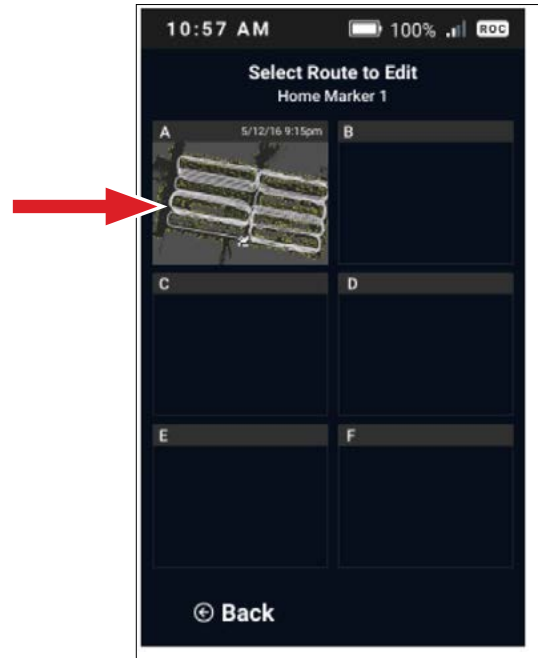 10:57 AM 100% ROC
Select Route to Edit
Home Marker 1
A 5/12/16 9:15pm B
C D
E F
Back